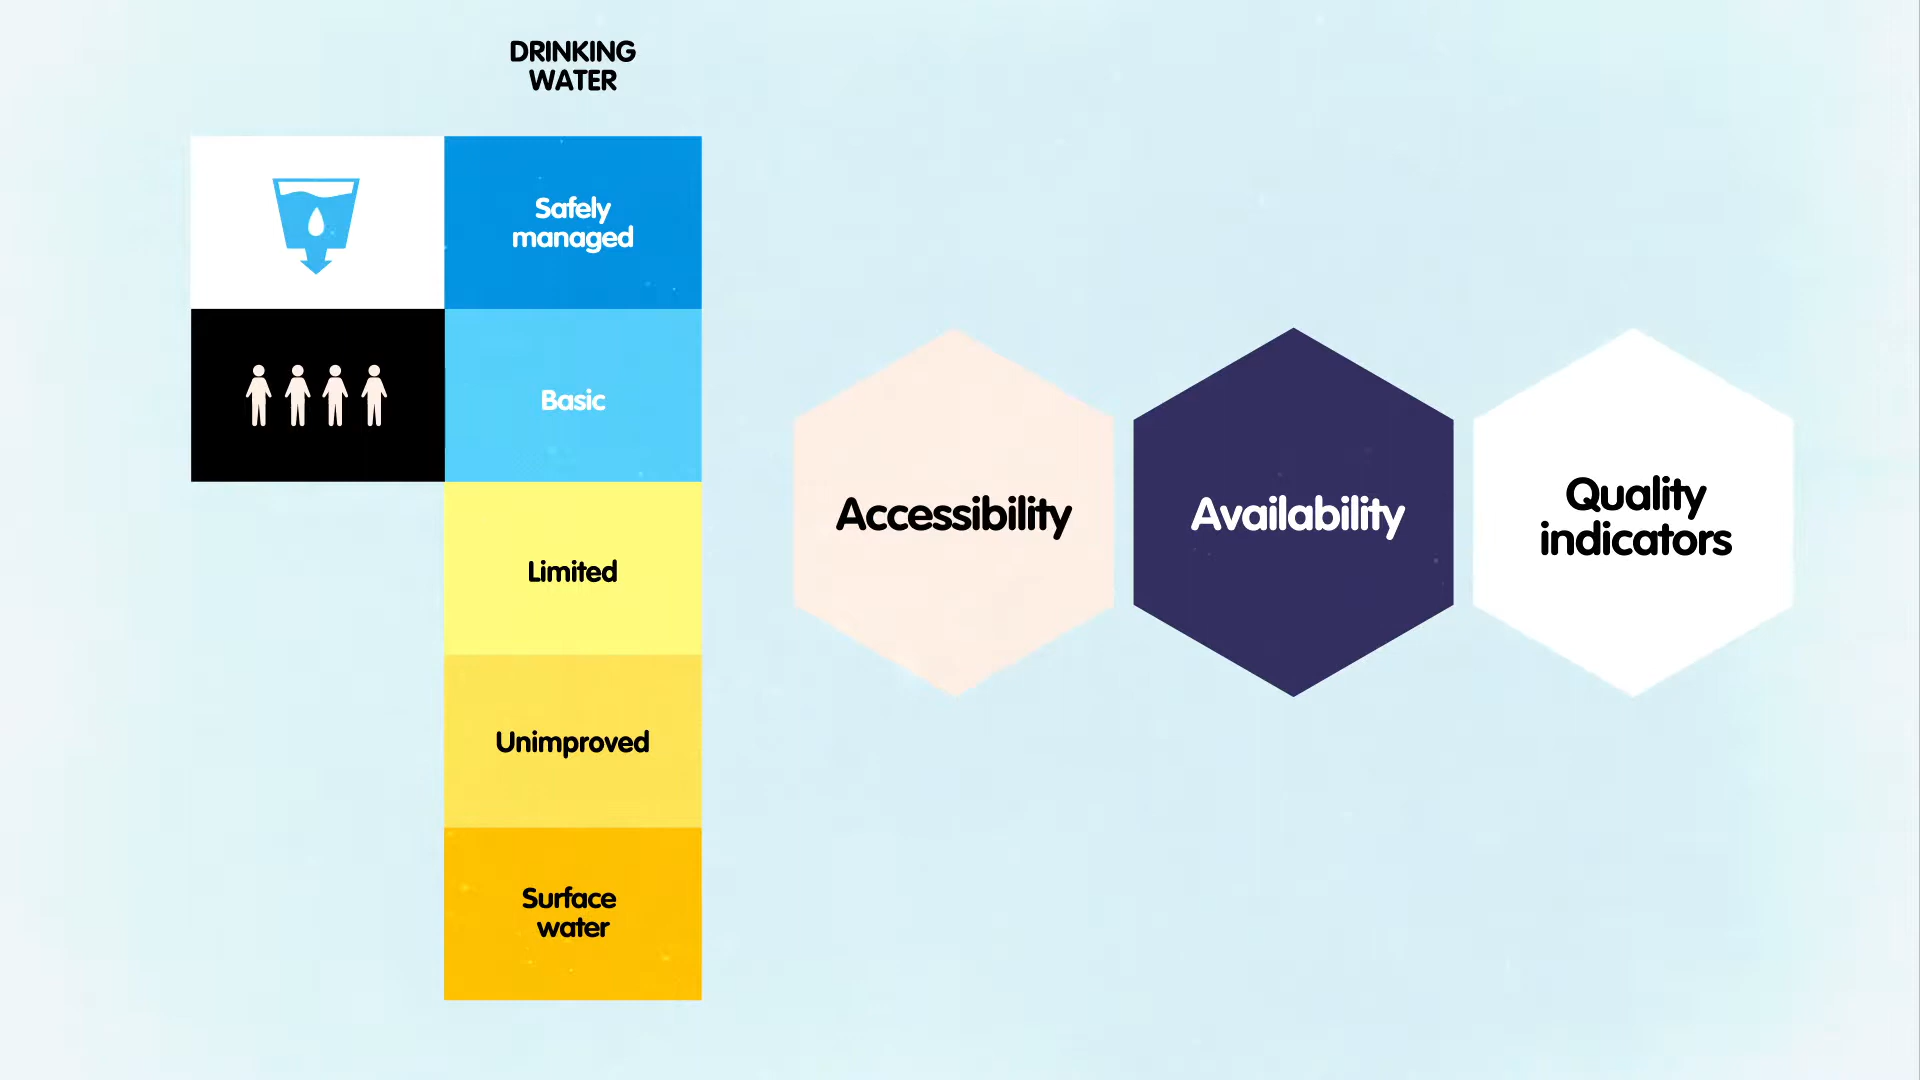 DRINKING
WATER
Safely
managed
Basic
Limited
Unimproved
Surface
water
Accessibility
Availability
Quality
indicators